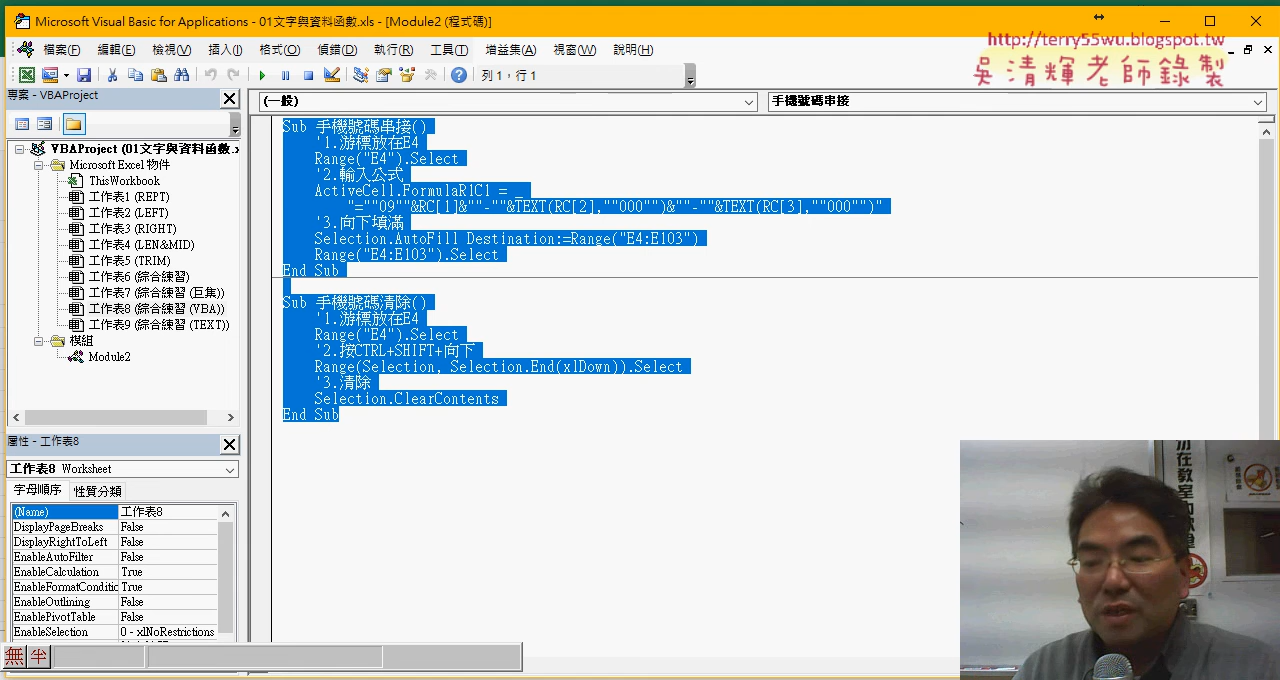 Microsoft Visual Basic for Applications - 01文字與資料函數.xls - [Module2 (程式碼)]
http://terry55wu.blogspot.tw
吳清輝老師錄製
檔案(F) 編輯(E) 檢視(V) 插入(I) 格式(O) 偵錯(D) 執行(R) 工具(T) 增益集(A) 視窗(W) 說明(H)
列 1，行 1
專案 - VBAProject
(一般)
手機號碼串接
VBAProject (01文字與資料函數.x
Microsoft Excel 物件
ThisWorkbook
工作表1 (REPT)
工作表2 (LEFT)
工作表3 (RIGHT)
工作表4 (LEN&MID)
工作表5 (TRIM)
工作表6 (綜合練習)
工作表7 (綜合練習 (巨集))
工作表8 (綜合練習 (VBA))
工作表9 (綜合練習 (TEXT))
模組
Module2
Sub 手機號碼串接()
'1.游標放在E4
Range("E4").Select
'2.輸入公式
ActiveCell.FormulaR1C1 = _
"=""09""&RC[1]&""-""&TEXT(RC[2],""000"")&""-""&TEXT(RC[3],""000"")"
'3.向下填滿
Selection.AutoFill Destination:=Range("E4:E103")
Range("E4:E103").Select
End Sub
Sub 手機號碼清除()
'1.游標放在E4
Range("E4").Select
'2.按CTRL+SHIFT+向下
Range(Selection, Selection.End(xlDown)).Select
'3.清除
Selection.ClearContents
End Sub
屬性 - 工作表8
工作表8 Worksheet
字母順序 性質分類
(Name) 工作表8
DisplayPageBreaks False
DisplayRightToLeft False
EnableAutoFilter False
EnableCalculation True
EnableFormatConditic True
EnableOutlining False
EnablePivotTable False
EnableSelection 0 - xlNoRestrictions
無 半